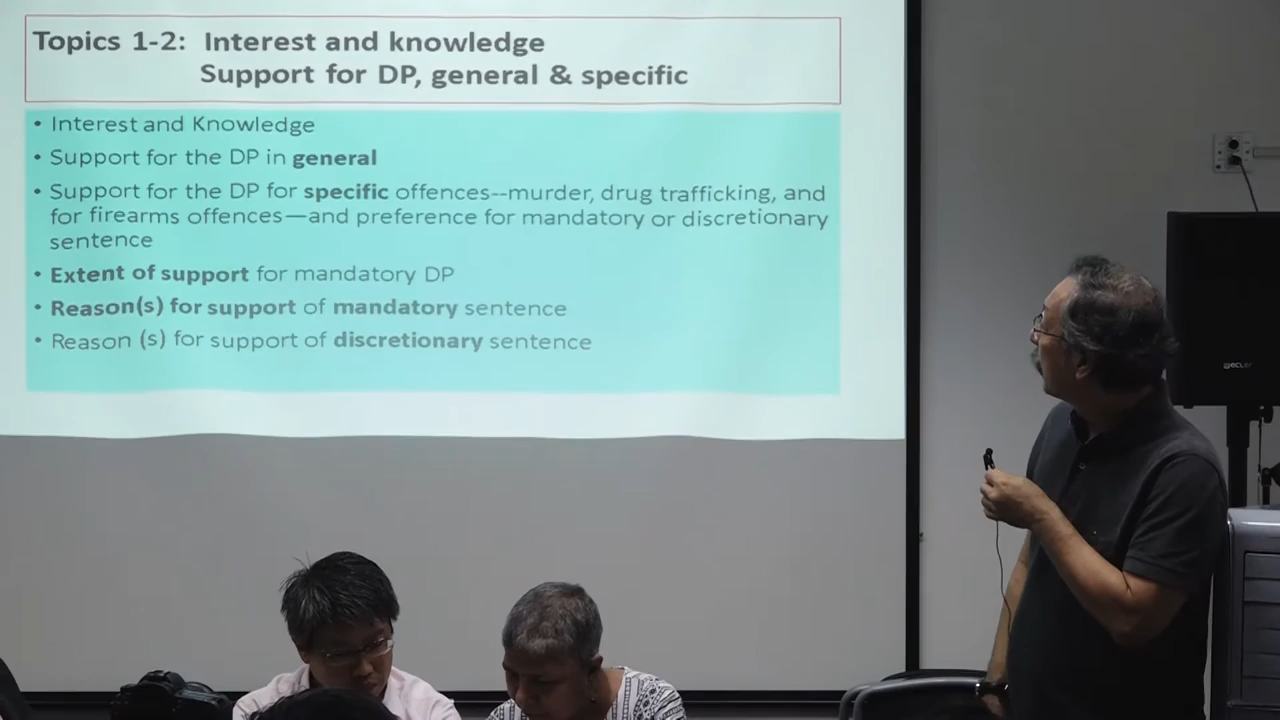 Topics 1-2: Interest and knowledge
Support for DP, general & specific
• Interest and Knowledge
• Support for the DP in general
• Support for the DP for specific offences--murder, drug trafficking, and
for firearms offences—and preference for mandatory or discretionary
sentence
• Extent of support for mandatory DP
• Reason(s) for support of mandatory sentence
• Reason (s) for support of discretionary sentence
ecler